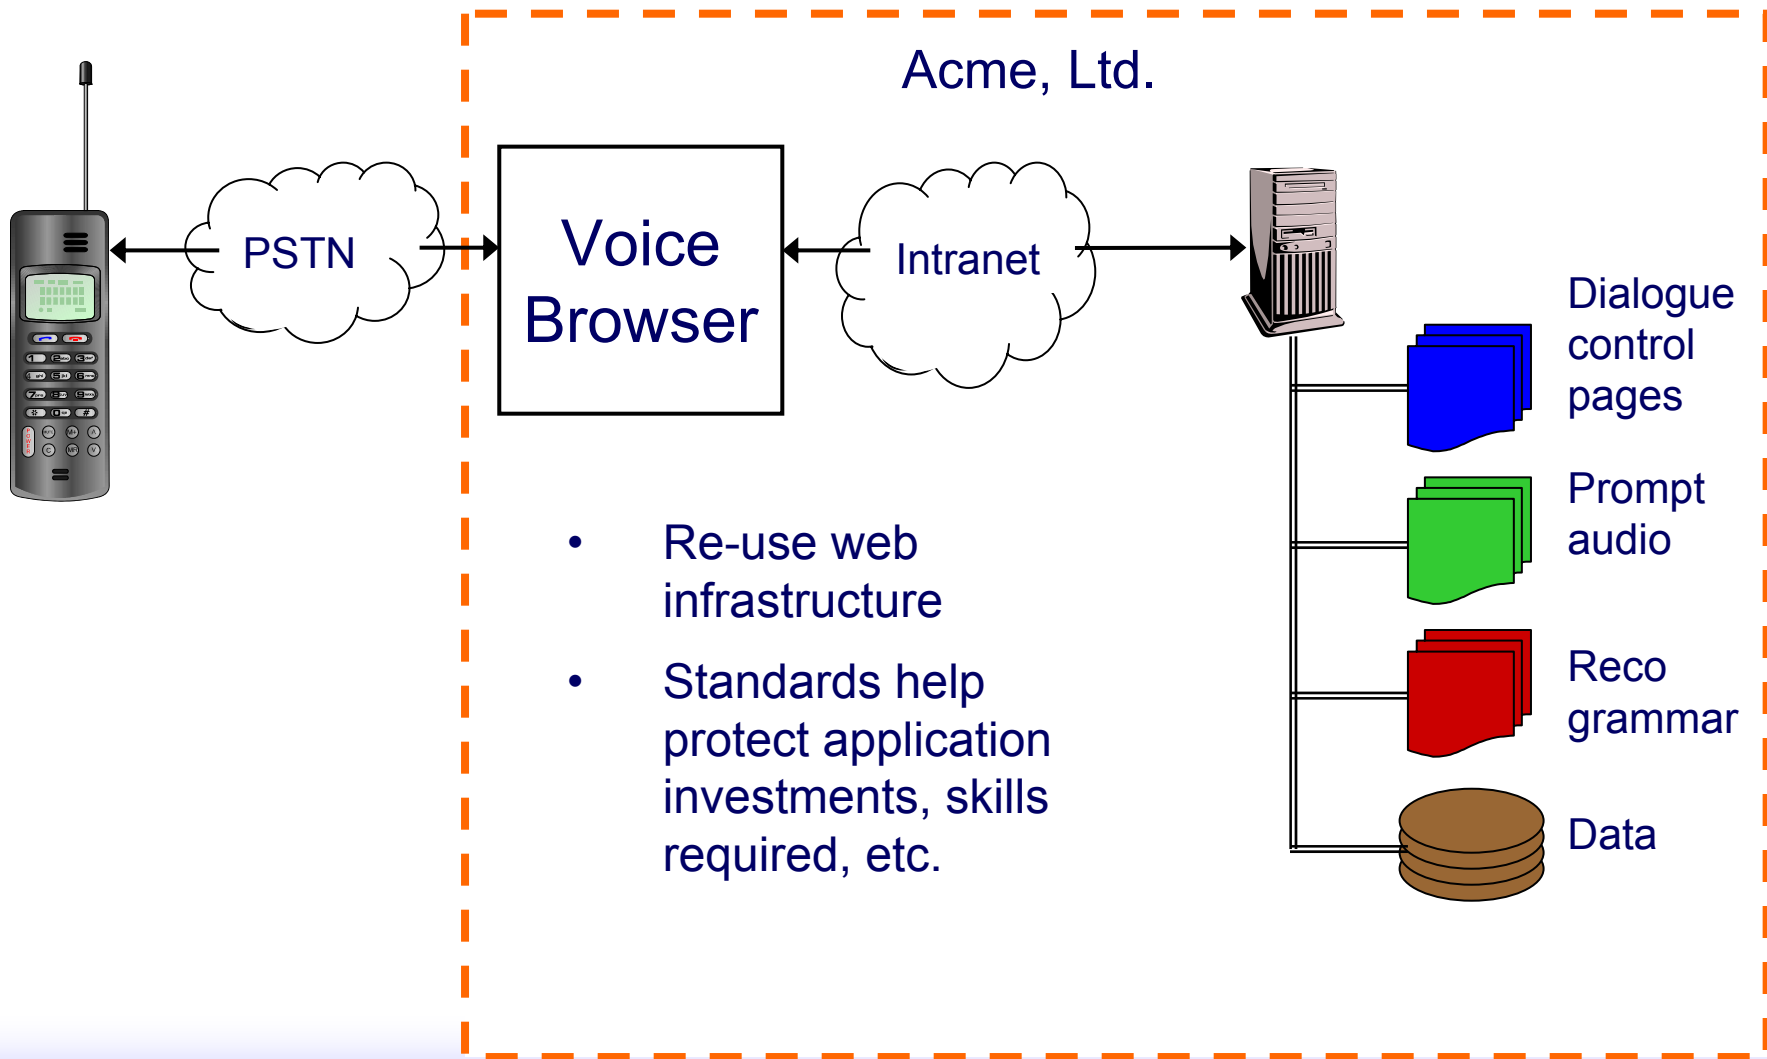 Acme, Ltd.
PSTN
Voice
Browser
Intranet
Dialogue
control
pages
Prompt
audio
Reco
grammar
Data
• Re-use web
infrastructure
• Standards help
protect application
investments, skills
required, etc.